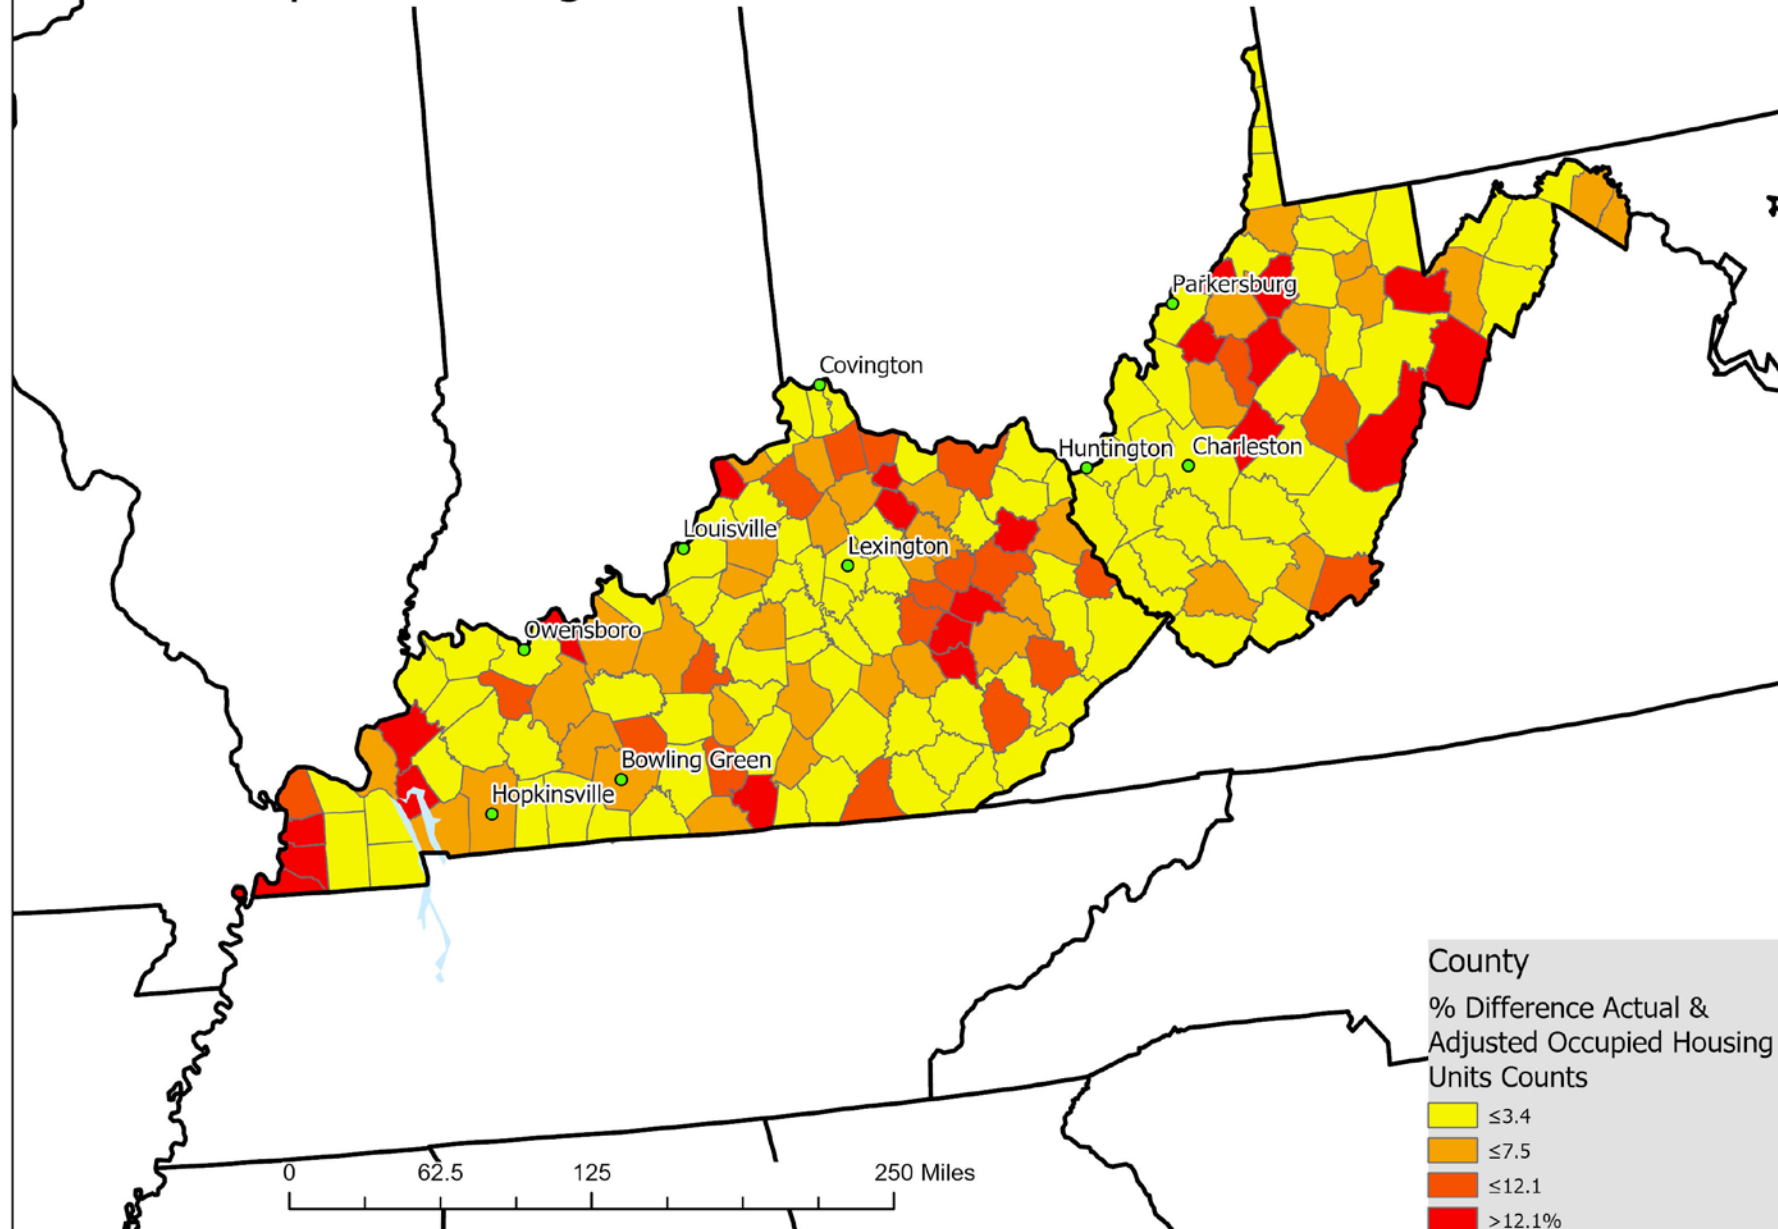 Covington
Parkersburg
Huntington
Charleston
Louisville
Lexington
Owensboro
Bowling Green
Hopkinsville
County
% Difference Actual &
Adjusted Occupied Housing
Units Counts
≤3.4
≤7.5
≤12.1
>12.1%
0 62.5 125 250 Miles